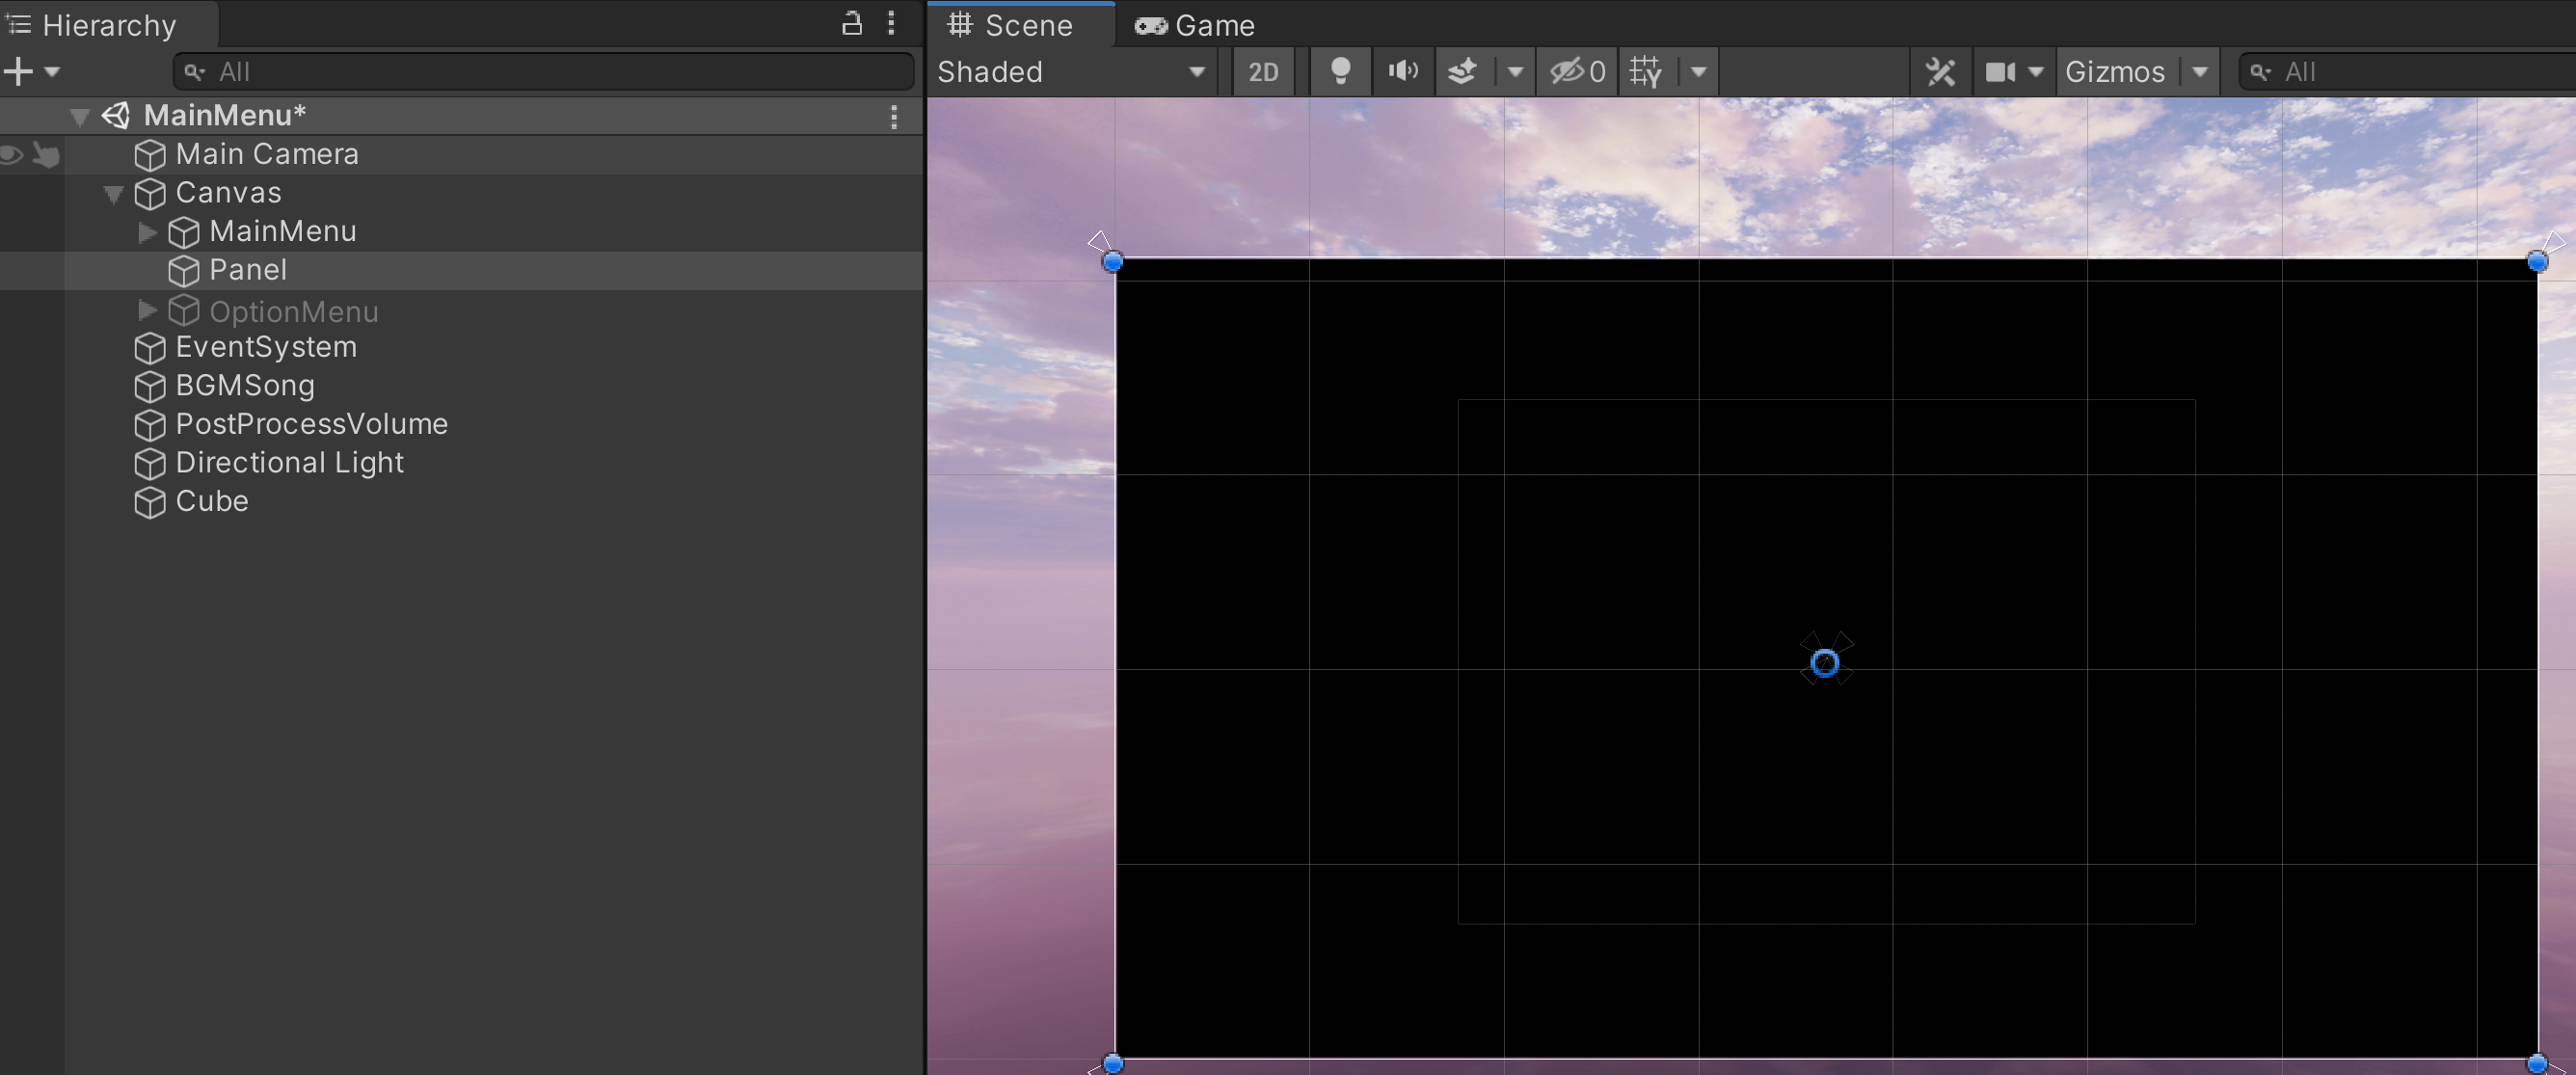 Hierarchy
All
MainMenu*
Main Camera
Canvas
MainMenu
Panel
OptionMenu
EventSystem
BGMSong
PostProcessVolume
Directional Light
Cube
Scene Game
Shaded 2D 0 Gizmos All